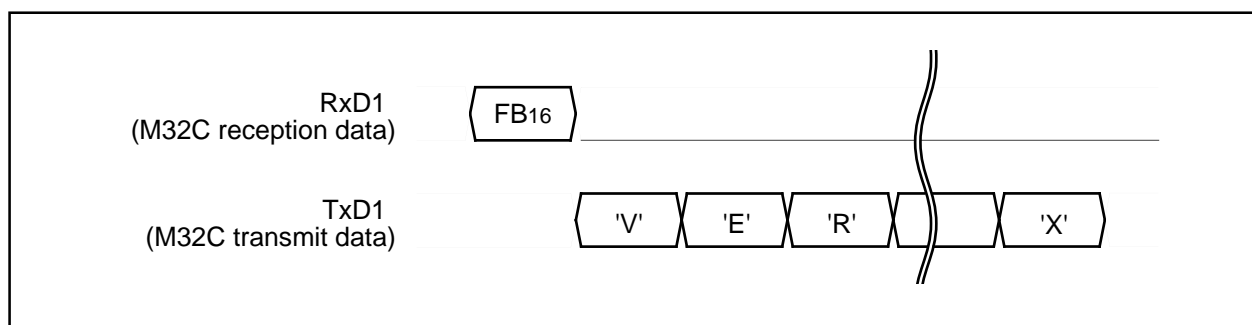 RxD1
(M32C reception data)
FB16
TxD1
(M32C transmit data)
'V' 'E' 'R' 'X'